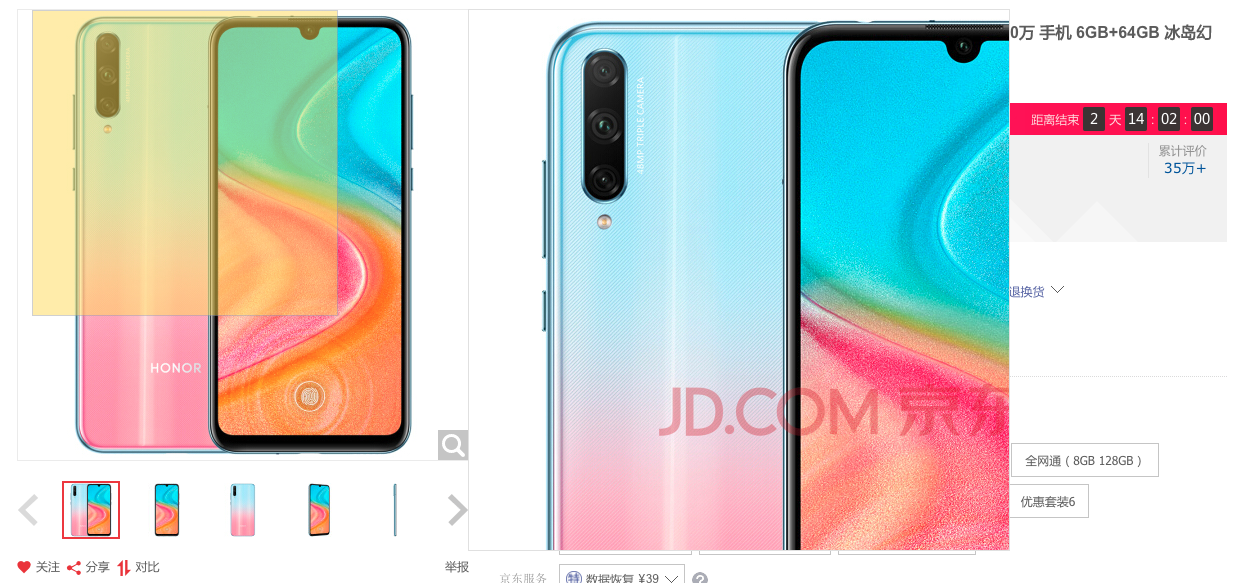 0万 手机 6GB+64GB 冰岛幻
48MP TRIPLE CAMERA
距离结束 2 天 14 : 02 : 00
累计评价
35万+
退换货
HONOR
JD.COM 京东
全网通（8GB 128GB）
优惠套装6
关注 分享 对比 举报
京东服务 特 数据恢复 ¥39 ?